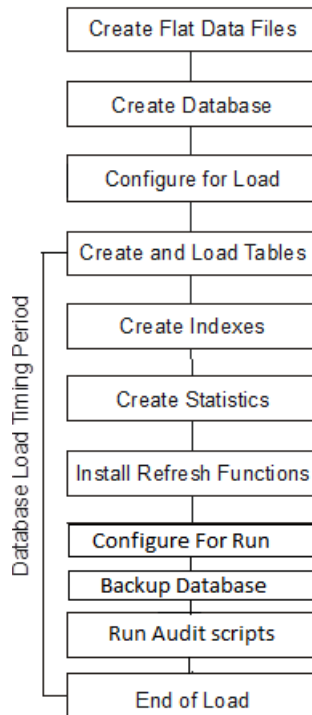 Create Flat Data Files
Create Database
Configure for Load
Create and Load Tables
Create Indexes
Create Statistics
Install Refresh Functions
Configure For Run
Backup Database
Run Audit scripts
End of Load
Database Load Timing Period